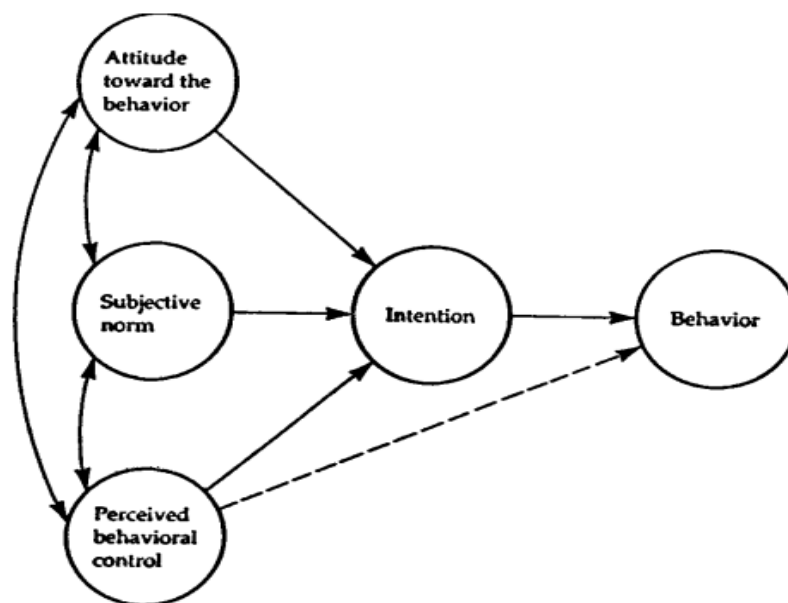 Attitude
toward the
behavior
Subjective
norm
Intention
Behavior
Perceived
behavioral
control